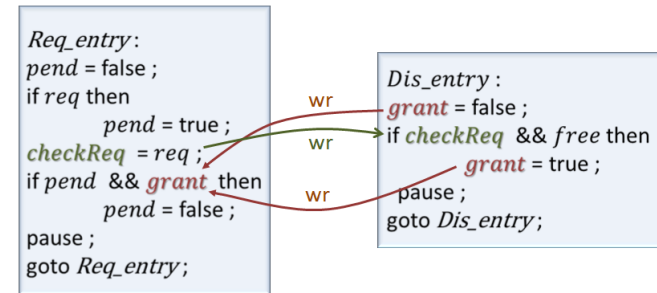 Req_entry:
pend = false ;
if req then
pend = true ;
checkReq = req ;
if pend && grant then
pend = false ;
pause ;
goto Req_entry;
wr
wr
wr
Dis_entry :
grant = false ;
if checkReq && free then
grant = true ;
pause ;
goto Dis_entry;